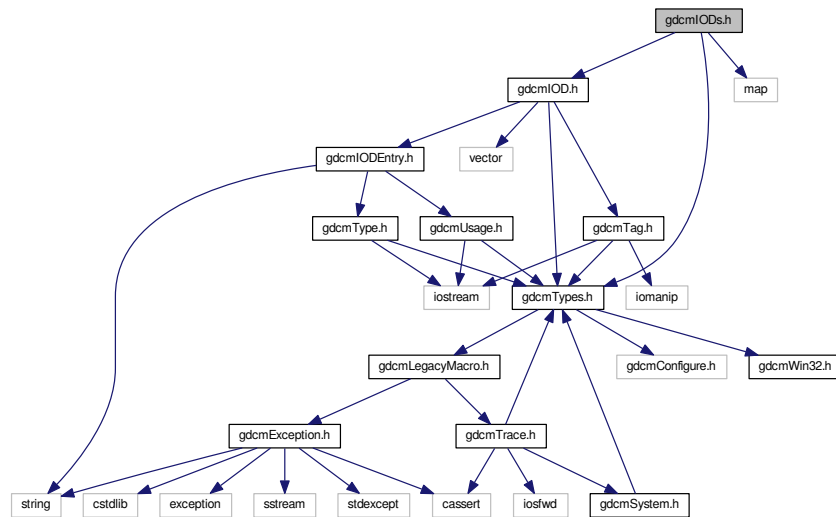 gdcmIODs.h
gdcmIOD.h
map
gdcmIODEntry.h
vector
gdcmType.h
gdcmUsage.h
gdcmTag.h
iostream
gdcmTypes.h
iomanip
gdcmLegacyMacro.h
gdcmConfigure.h
gdcmWin32.h
gdcmException.h
gdcmTrace.h
string
cstdlib
exception
sstream
stdexcept
cassert
iosfwd
gdcmSystem.h